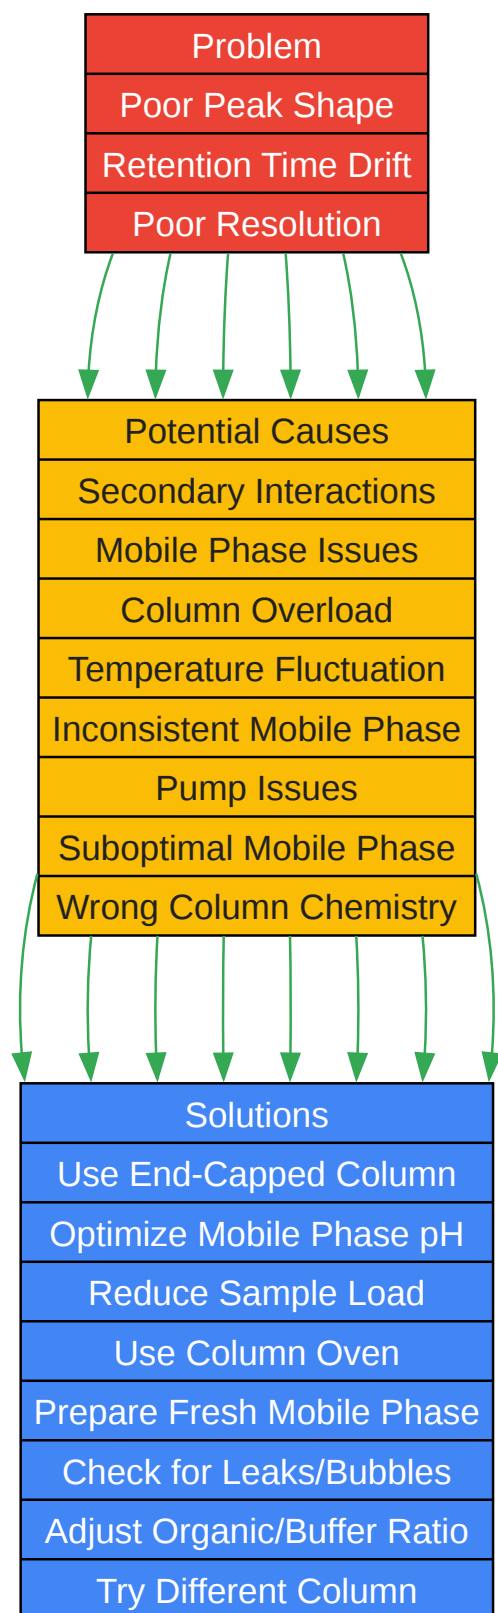 Problem
Poor Peak Shape
Retention Time Drift
Poor Resolution
Potential Causes
Secondary Interactions
Mobile Phase Issues
Column Overload
Temperature Fluctuation
Inconsistent Mobile Phase
Pump Issues
Suboptimal Mobile Phase
Wrong Column Chemistry
Solutions
Use End-Capped Column
Optimize Mobile Phase pH
Reduce Sample Load
Use Column Oven
Prepare Fresh Mobile Phase
Check for Leaks/Bubbles
Adjust Organic/Buffer Ratio
Try Different Column